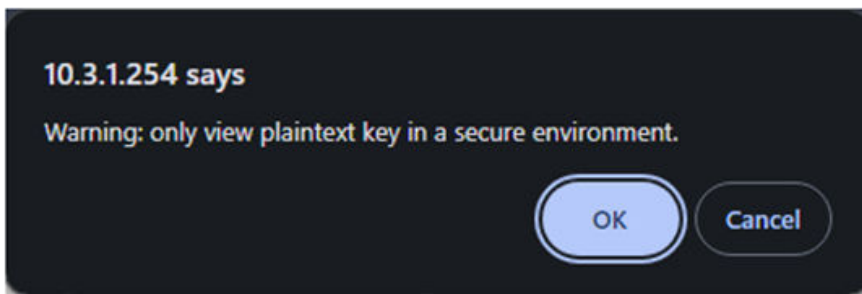 10.3.1.254 says
Warning: only view plaintext key in a secure environment.
OK
Cancel